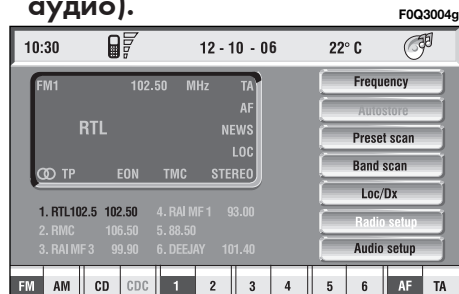 аудио).
F0Q3004g
10:30 12 - 10 - 06 22° C
FM1 102.50 MHz TA
AF
RTL NEWS
LOC
TP EON TMC STEREO
Frequency
Autostore
Preset scan
Band scan
Loc/Dx
Radio setup
Audio setup
1. RTL102.5 102.50 4. RAI MF 1 93.00
2. RMC 106.50 5. 88.50
3. RAI MF 3 99.90 6. DEEJAY 101.40
FM AM CD CDC 1 2 3 4 5 6 AF TA